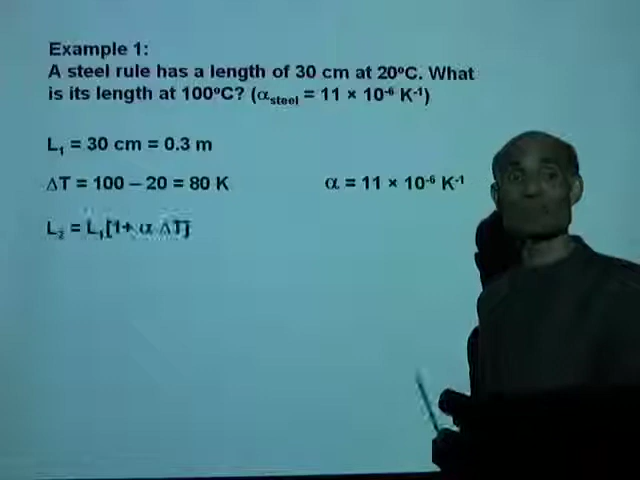 Example 1:
A steel rule has a length of 30 cm at 20ºC. What
is its length at 100ºC? (αsteel = 11 × 10⁻⁶ K⁻¹)
L₁ = 30 cm = 0.3 m
ΔT = 100 – 20 = 80 K
α = 11 × 10⁻⁶ K⁻¹
L₂ = L₁[1+ α ΔT]